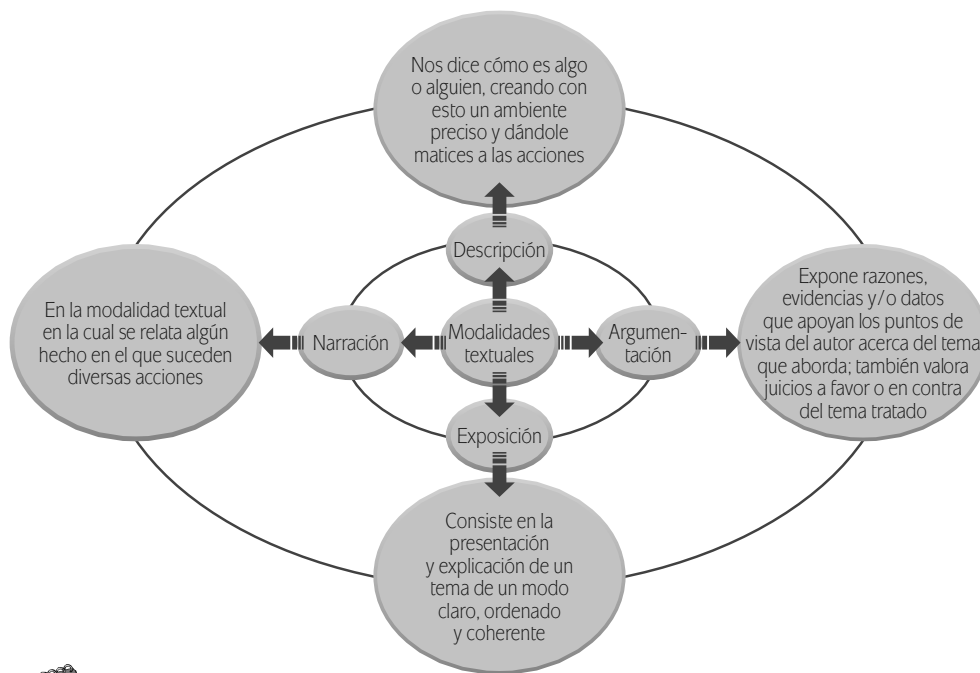 Nos dice cómo es algo
o alguien, creando con
esto un ambiente
preciso y dándole
matices a las acciones
Descripción
En la modalidad textual
en la cual se relata algún
hecho en el que suceden
diversas acciones
Narración
Modalidades
textuales
Argumen-
tación
Expone razones,
evidencias y/o datos
que apoyan los puntos de
vista del autor acerca del tema
que aborda; también valora
juicios a favor o en contra
del tema tratado
Exposición
Consiste en la
presentación
y explicación de un
tema de un modo
claro, ordenado
y coherente